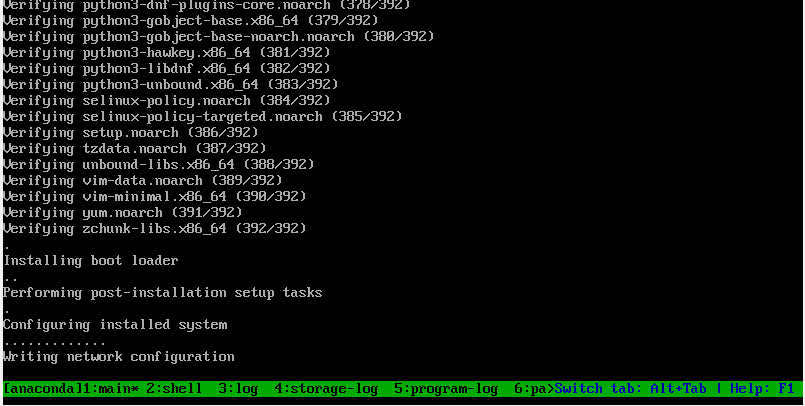 Verifying python3-dnf-plugins-core.noarch (378/392)
Verifying python3-gobject-base.x86_64 (379/392)
Verifying python3-gobject-base-noarch.noarch (380/392)
Verifying python3-hawkey.x86_64 (381/392)
Verifying python3-libdnf.x86_64 (382/392)
Verifying python3-unbound.x86_64 (383/392)
Verifying selinux-policy.noarch (384/392)
Verifying selinux-policy-targeted.noarch (385/392)
Verifying setup.noarch (386/392)
Verifying tzdata.noarch (387/392)
Verifying unbound-libs.x86_64 (388/392)
Verifying vim-data.noarch (389/392)
Verifying vim-minimal.x86_64 (390/392)
Verifying yum.noarch (391/392)
Verifying zchunk-libs.x86_64 (392/392)
.
Installing boot loader
..
Performing post-installation setup tasks
.
Configuring installed system
.............
Writing network configuration
[anaconda]1:main* 2:shell  3:log  4:storage-log  5:program-log  6:pa>Switch tab: Alt+Tab | Help: F1